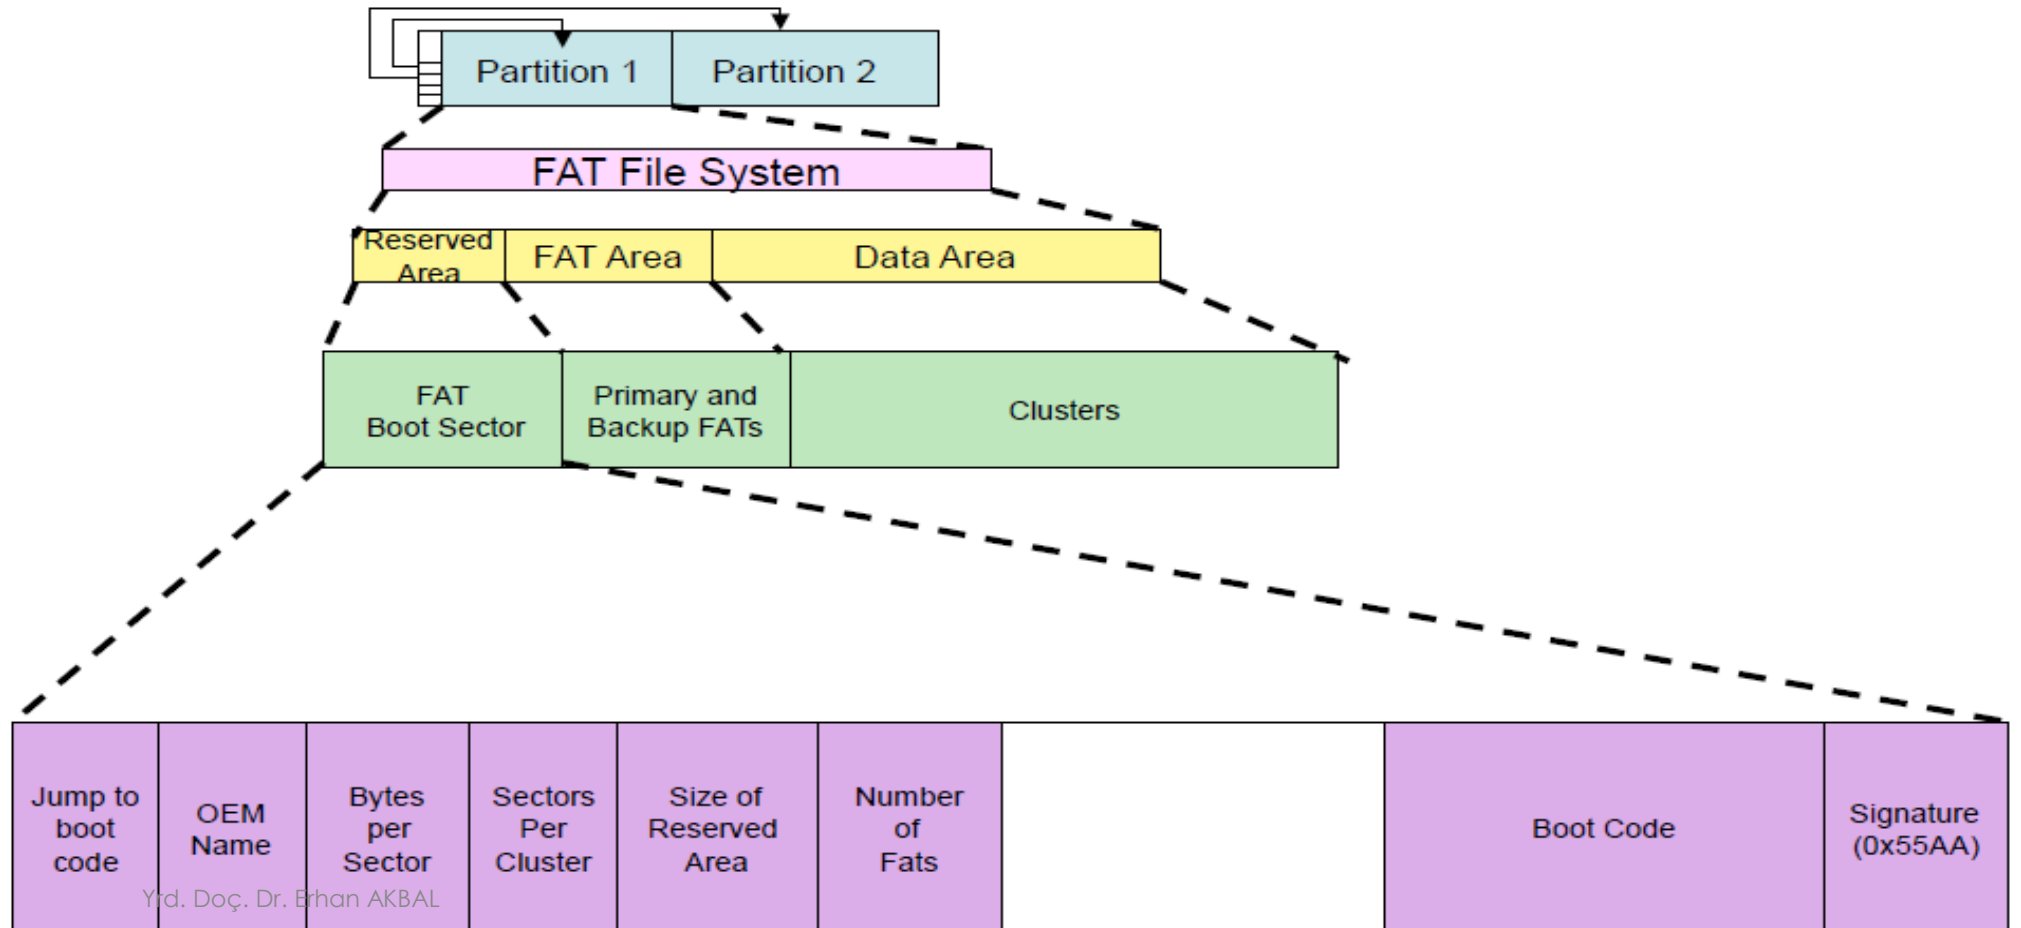 Partition 1
Partition 2
FAT File System
Reserved
Area
FAT Area
Data Area
FAT
Boot Sector
Primary and
Backup FATs
Clusters
Jump to
boot
code
OEM
Name
Bytes
per
Sector
Sectors
Per
Cluster
Size of
Reserved
Area
Number
of
Fats
Boot Code
Signature
(0x55AA)
Yrd. Doç. Dr. Erhan AKBAL